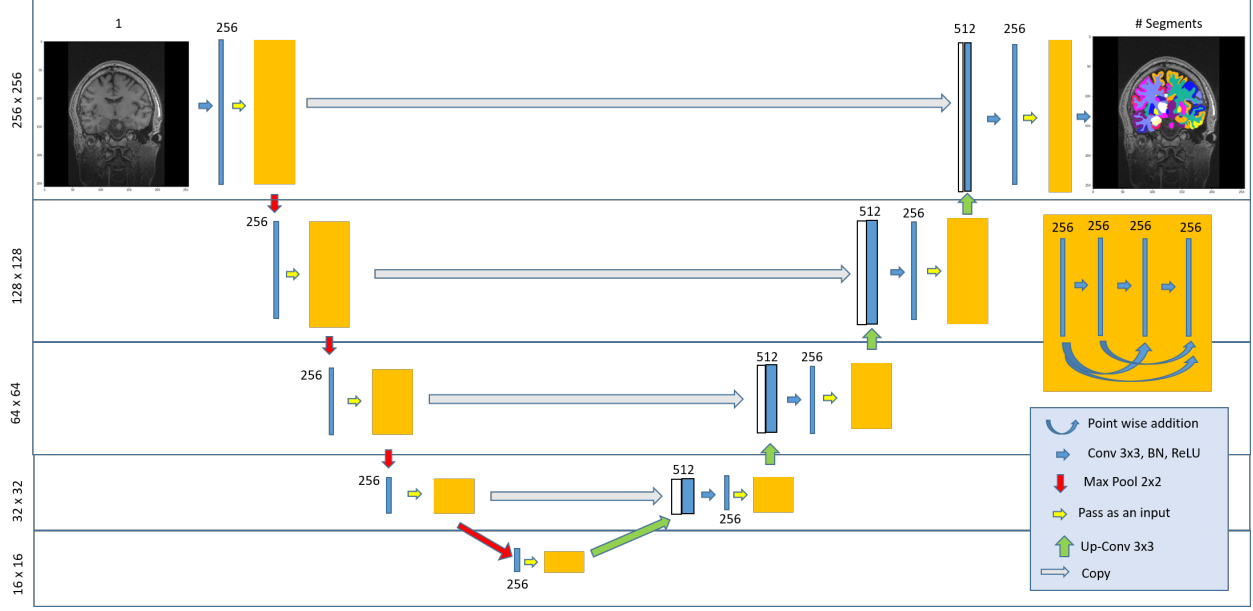 1
256
512
256
# Segments
256 x 256
256
512
256
128 x 128
256 256 256 256
256
512
256
64 x 64
Point wise addition
Conv 3x3, BN, ReLU
Max Pool 2x2
Pass as an input
Up-Conv 3x3
Copy
256
512
256
32 x 32
256
16 x 16